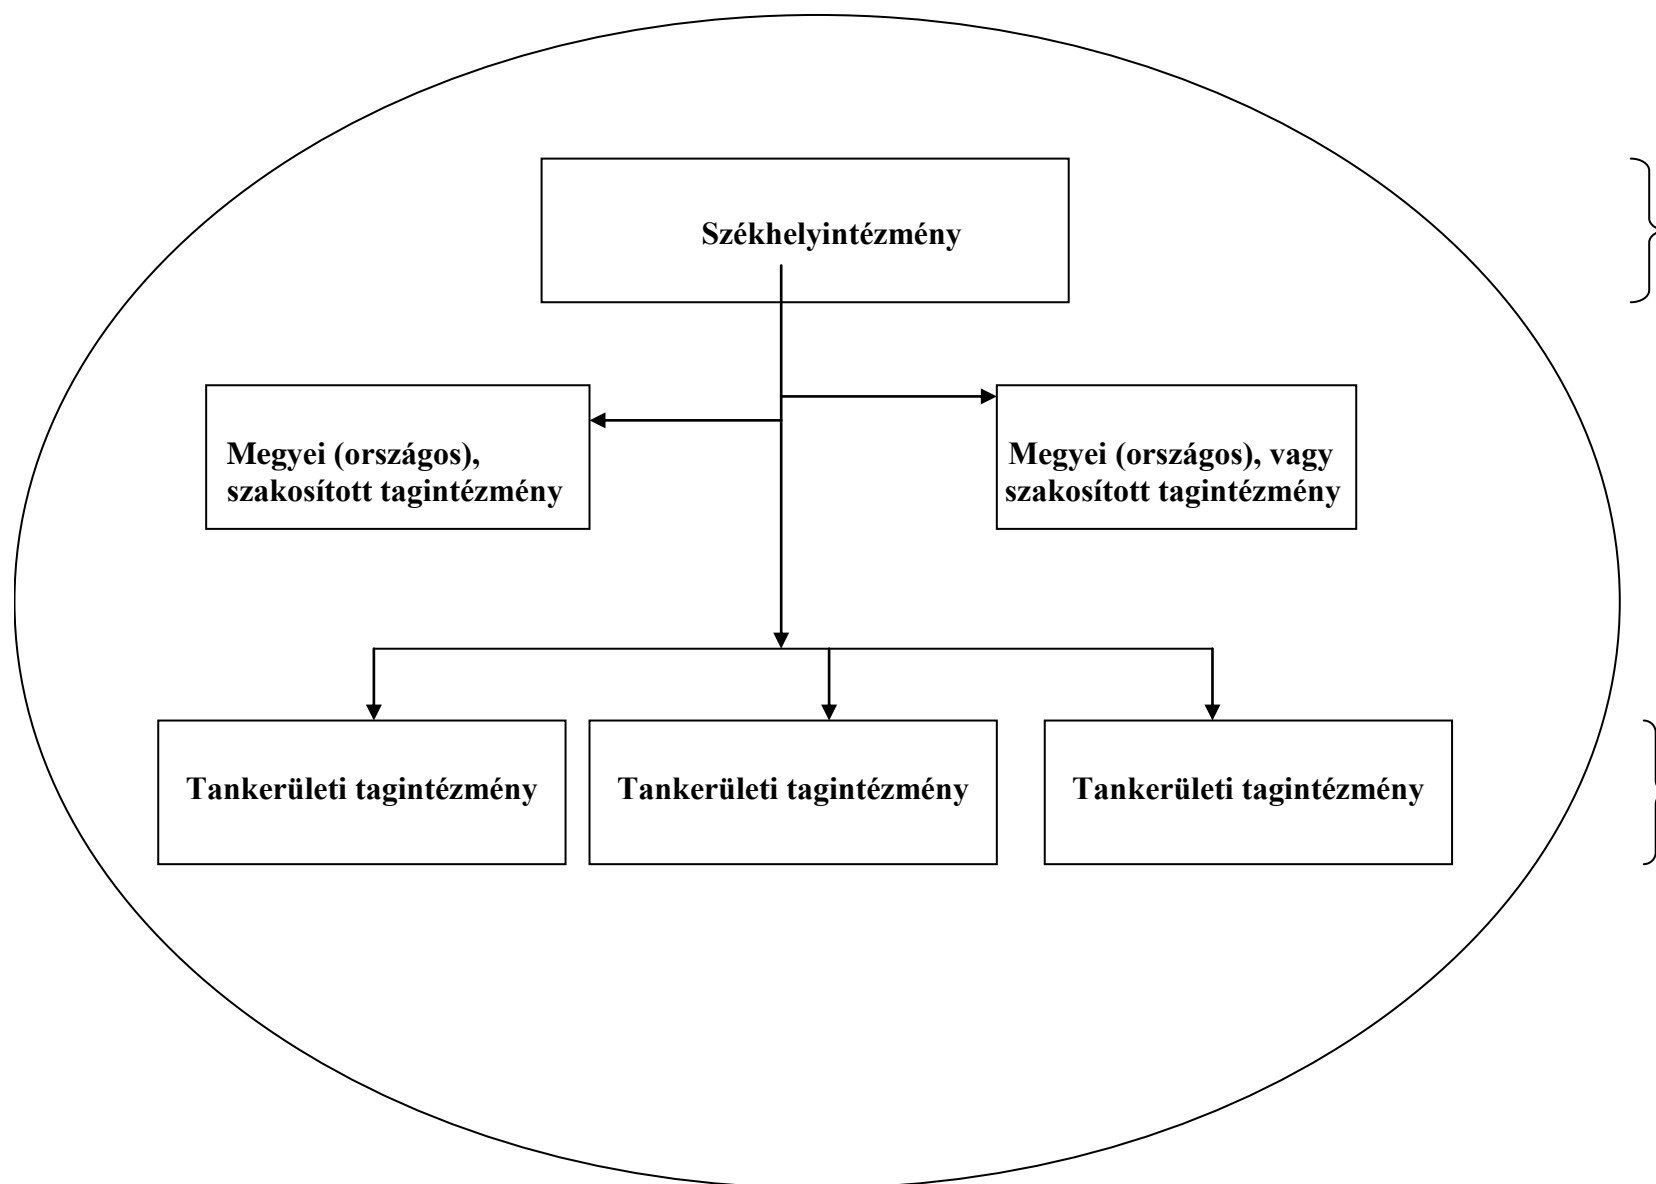 Székhelyintézmény
Megyei (országos),
szakosított tagintézmény
Megyei (országos), vagy
szakosított tagintézmény
Tankerületi tagintézmény
Tankerületi tagintézmény
Tankerületi tagintézmény